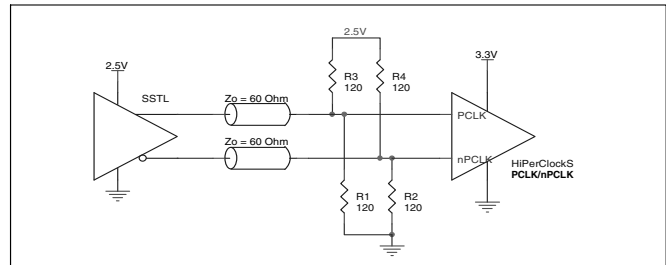 2.5V
3.3V
2.5V
SSTL
R3
120
R4
120
Zo = 60 Ohm
PCLK
Zo = 60 Ohm
nPCLK
HiPerClockS
PCLK/nPCLK
R1
120
R2
120